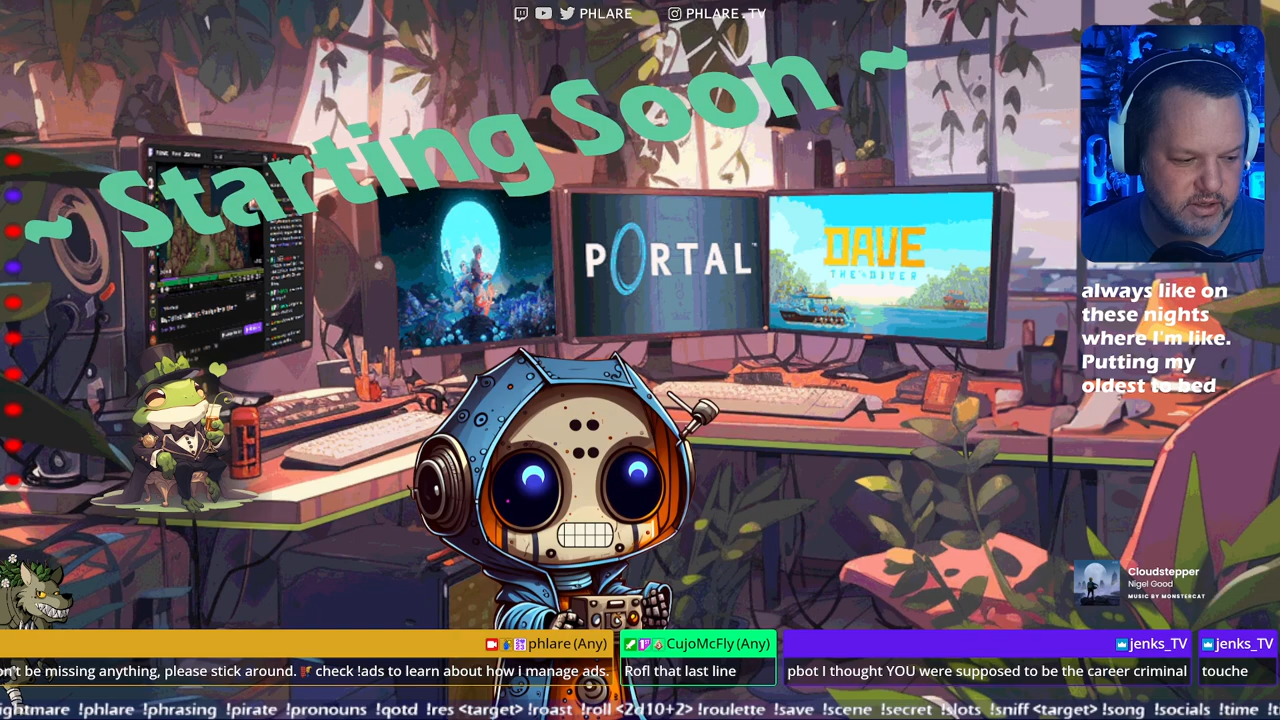 PHLARE PHLARE.TV
~ Starting Soon ~
PORTAL
DAVE
THE DIVER
always like on
these nights
where I'm like.
Putting my
oldest to bed
Cloudstepper
Nigel Good
MUSIC BY MONSTERCAT
phlare (Any)
n't be missing anything, please stick around. check !ads to learn about how i manage ads.
CujoMcFly (Any)
Rofl that last line
jenks_TV
pbot I thought YOU were supposed to be the career criminal
jenks_TV
touche
ightmare !phlare !phrasing !pirate !pronouns !qotd !res <target> !roast !roll <2d10+2> !roulette !save !scene !secret !slots !sniff <target> !song !socials !time !t